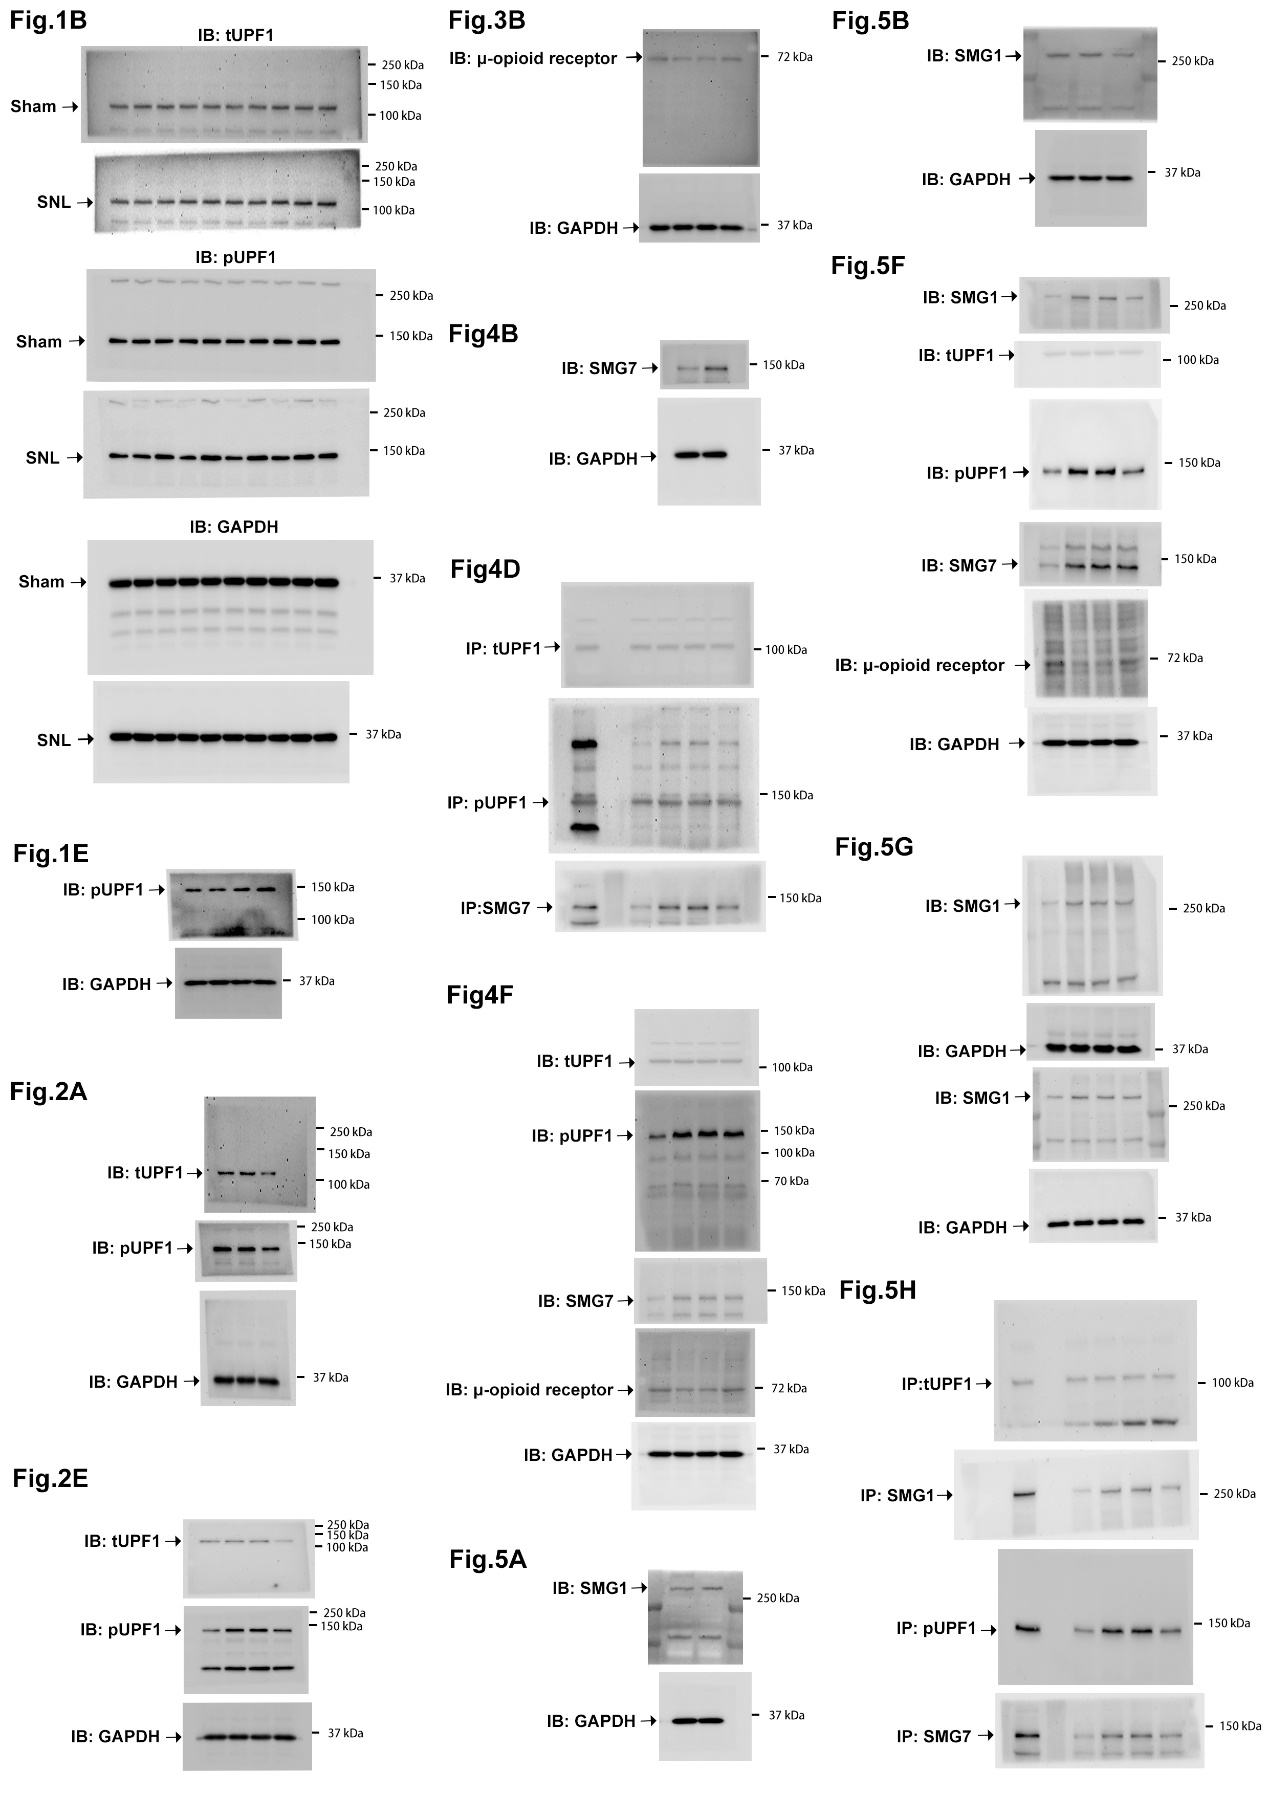 Fig.1B
IB: tUPF1
250 kDa
150 kDa
Sham
100 kDa
250 kDa
150 kDa
SNL
100 kDa
IB: pUPF1
250 kDa
Sham
150 kDa
250 kDa
SNL
150 kDa
IB: GAPDH
Sham
37 kDa
SNL
37 kDa
Fig.1E
IB: pUPF1
150 kDa
100 kDa
IB: GAPDH
37 kDa
Fig.2A
250 kDa
150 kDa
IB: tUPF1
100 kDa
250 kDa
IB: pUPF1
150 kDa
IB: GAPDH
37 kDa
Fig.2E
250 kDa
150 kDa
IB: tUPF1
100 kDa
250 kDa
IB: pUPF1
150 kDa
IB: GAPDH
37 kDa
Fig.3B
IB: μ-opioid receptor
72 kDa
IB: GAPDH
37 kDa
Fig4B
IB: SMG7
150 kDa
IB: GAPDH
37 kDa
Fig4D
IP: tUPF1
100 kDa
IP: pUPF1
150 kDa
IP:SMG7
150 kDa
Fig4F
IB: tUPF1
100 kDa
IB: pUPF1
150 kDa
100 kDa
70 kDa
IB: SMG7
150 kDa
IB: μ-opioid receptor
72 kDa
IB: GAPDH
37 kDa
Fig.5A
IB: SMG1
250 kDa
IB: GAPDH
37 kDa
Fig.5B
IB: SMG1
250 kDa
IB: GAPDH
37 kDa
Fig.5F
IB: SMG1
250 kDa
IB: tUPF1
100 kDa
IB: pUPF1
150 kDa
IB: SMG7
150 kDa
IB: μ-opioid receptor
72 kDa
IB: GAPDH
37 kDa
Fig.5G
IB: SMG1
250 kDa
IB: GAPDH
37 kDa
IB: SMG1
250 kDa
IB: GAPDH
37 kDa
Fig.5H
IP:tUPF1
100 kDa
IP: SMG1
250 kDa
IP: pUPF1
150 kDa
IP: SMG7
150 kDa